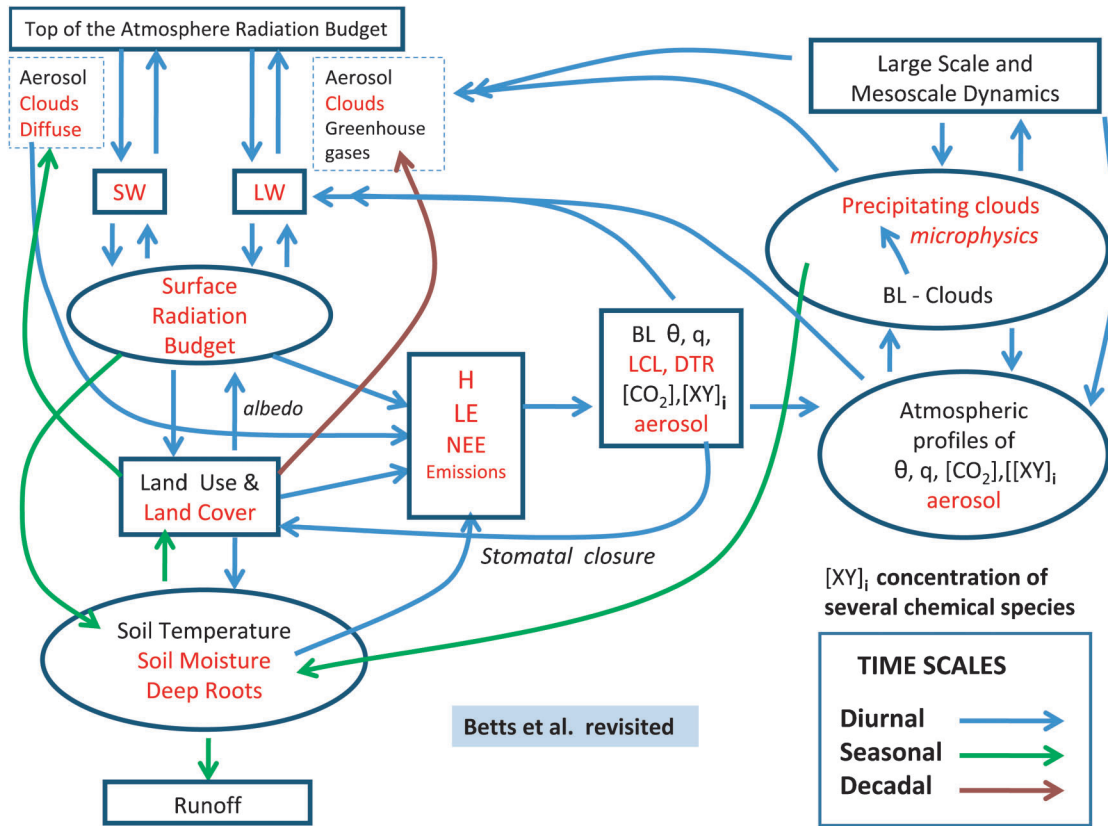 Top of the Atmosphere Radiation Budget
Aerosol
Clouds
Diffuse
Aerosol
Clouds
Greenhouse
gases
Large Scale and
Mesoscale Dynamics
SW
LW
Precipitating clouds
microphysics
BL - Clouds
Surface
Radiation
Budget
albedo
H
LE
NEE
Emissions
BL θ, q,
LCL, DTR
[CO₂],[XY]ᵢ
aerosol
Atmospheric
profiles of
θ, q, [CO₂],[[XY]ᵢ
aerosol
Land Use &
Land Cover
Stomatal closure
Soil Temperature
Soil Moisture
Deep Roots
Runoff
Betts et al. revisited
[XY]ᵢ concentration of
several chemical species
TIME SCALES
Diurnal
Seasonal
Decadal